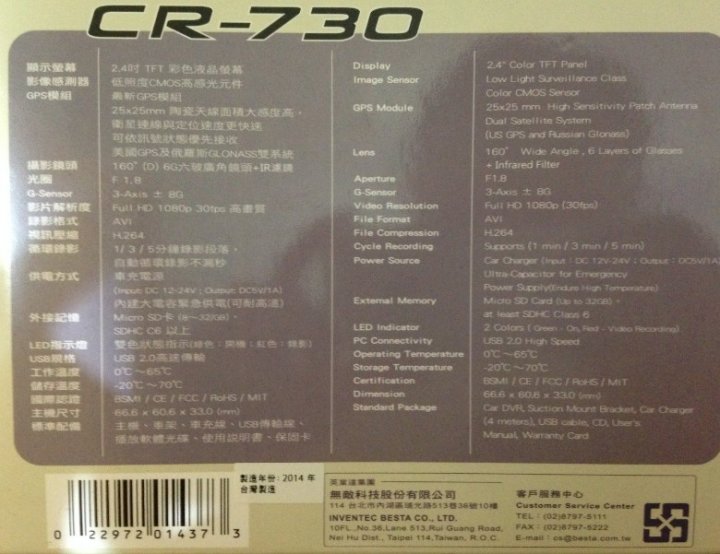 CR-730
顯示螢幕 2.4吋 TFT 彩色液晶螢幕
影像感測器 低照度CMOS高感光元件
GPS模組 最新GPS模組
25x25mm 陶瓷天線面積大感度高，
衛星連線與定位速度更快速
可依訊號狀態優先接收
美國GPS及俄羅斯GLONASS雙系統
攝影鏡頭 160°(D) 6G六玻廣角鏡頭+IR濾鏡
光圈 F 1.8
G-Sensor 3-Axis ± 8G
影片解析度 Full HD 1080p 30fps 高畫質
錄影格式 AVI
視訊壓縮 H.264
循環錄影 1/ 3 / 5分鐘錄影段落，
自動循環錄影不漏秒
供電方式 車充電源
(Input: DC 12-24V ; Output: DC5V/1A)
內建大電容緊急供電(可耐高溫)
外接記憶 Micro SD卡 (8~32GB)，
SDHC C6 以上
LED指示燈 雙色狀態指示(綠色：開機；紅色：錄影)
USB規格 USB 2.0高速傳輸
工作溫度 0℃~65℃
儲存溫度 -20℃~70℃
國際認證 BSMI / CE / FCC / RoHS / MIT
主機尺寸 66.6 x 60.6 x 33.0 (mm)
標準配備 主機、車架、車充線、USB傳輸線、
播放軟體光碟、使用說明書、保固卡
Display 2.4" Color TFT Panel
Image Sensor Low Light Surveillance Class
Color CMOS Sensor
GPS Module 25x25 mm High Sensitivity Patch Antenna
Dual Satellite System
(US GPS and Russian Glonass)
Lens 160° Wide Angle , 6 Layers of Glasses
+ Infrared Filter
Aperture F1.8
G-Sensor 3-Axis ± 8G
Video Resolution Full HD 1080p (30fps)
File Format AVI
File Compression H.264
Cycle Recording Supports (1 min / 3 min / 5 min)
Power Source Car Charger (Input : DC 12V-24V ; Output : DC5V/1A)
Ultra-Capacitor for Emergency
Power Supply(Endure High Temperature)
External Memory Micro SD Card (Up to 32GB)，
at least SDHC Class 6
LED Indicator 2 Colors ( Green - On, Red - Video Recording)
PC Connectivity USB 2.0 High Speed
Operating Temperature 0℃~65℃
Storage Temperature -20℃~70℃
Certification BSMI / CE / FCC / RoHS / MIT
Dimension 66.6 x 60.6 x 33.0 (mm)
Standard Package Car DVR, Suction Mount Bracket, Car Charger
(4 meters), USB cable, CD, User's
Manual, Warranty Card
製造年份：2014 年
台灣製造
0 22972 01437 3
英業達集團
無敵科技股份有限公司
114 台北市內湖區瑞光路513巷36號10樓
INVENTEC BESTA CO., LTD.
10FL.,No.36,Lane 513,Rui Guang Road,
Nei Hu Dist., Taipei 114,Taiwan, R.O.C.
客戶服務中心
Customer Service Center
TEL：(02)8797-5111
FAX：(02)8797-5222
E-mail：cs@besta.com.tw